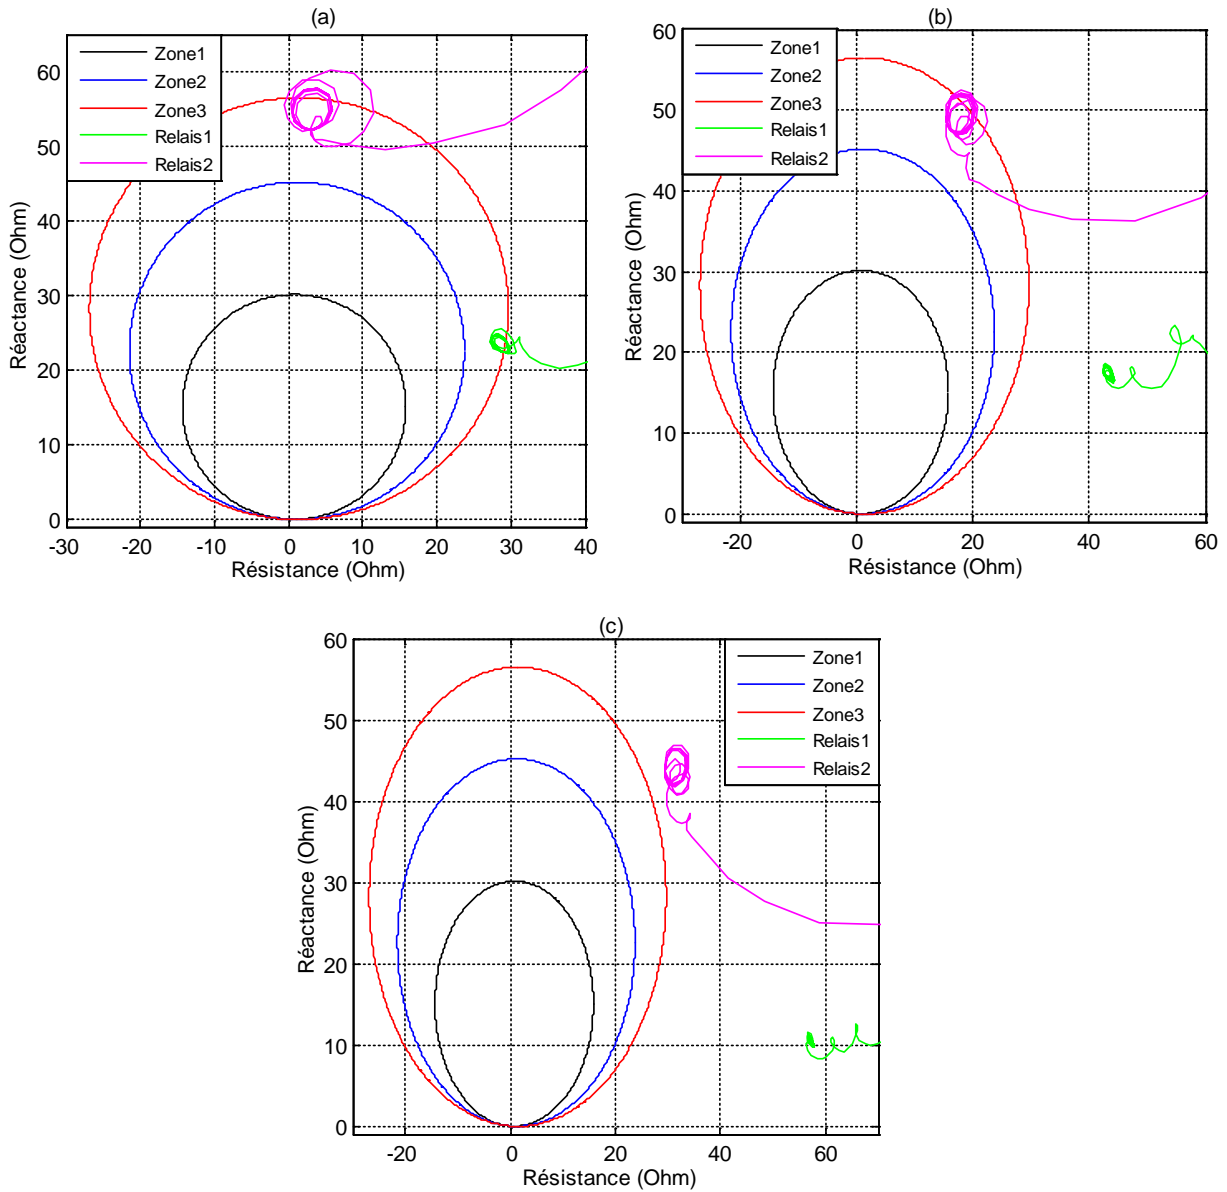 (a)
Zone1
Zone2
Zone3
Relais1
Relais2
60
50
40
30
20
10
0
-30 -20 -10 0 10 20 30 40
Réactance (Ohm)
Résistance (Ohm)
(b)
Zone1
Zone2
Zone3
Relais1
Relais2
60
50
40
30
20
10
0
-20 0 20 40 60
Réactance (Ohm)
Résistance (Ohm)
(c)
Zone1
Zone2
Zone3
Relais1
Relais2
60
50
40
30
20
10
0
-20 0 20 40 60
Réactance (Ohm)
Résistance (Ohm)